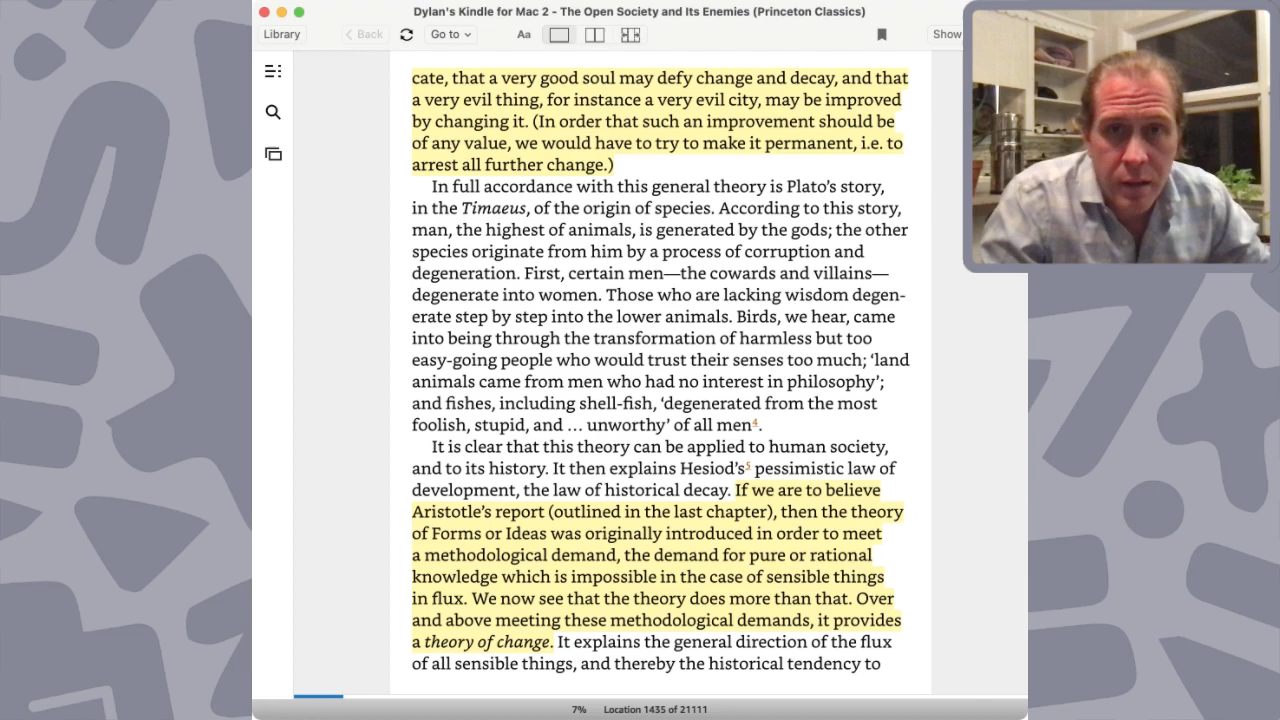 Dylan's Kindle for Mac 2 - The Open Society and Its Enemies (Princeton Classics)
Library
Back
Go to
Aa
Show
cate, that a very good soul may defy change and decay, and that
a very evil thing, for instance a very evil city, may be improved
by changing it. (In order that such an improvement should be
of any value, we would have to try to make it permanent, i.e. to
arrest all further change.)
In full accordance with this general theory is Plato’s story,
in the Timaeus, of the origin of species. According to this story,
man, the highest of animals, is generated by the gods; the other
species originate from him by a process of corruption and
degeneration. First, certain men—the cowards and villains—
degenerate into women. Those who are lacking wisdom degen-
erate step by step into the lower animals. Birds, we hear, came
into being through the transformation of harmless but too
easy-going people who would trust their senses too much; ‘land
animals came from men who had no interest in philosophy’;
and fishes, including shell-fish, ‘degenerated from the most
foolish, stupid, and … unworthy’ of all men4.
It is clear that this theory can be applied to human society,
and to its history. It then explains Hesiod’s5 pessimistic law of
development, the law of historical decay. If we are to believe
Aristotle’s report (outlined in the last chapter), then the theory
of Forms or Ideas was originally introduced in order to meet
a methodological demand, the demand for pure or rational
knowledge which is impossible in the case of sensible things
in flux. We now see that the theory does more than that. Over
and above meeting these methodological demands, it provides
a theory of change. It explains the general direction of the flux
of all sensible things, and thereby the historical tendency to
7% Location 1435 of 21111